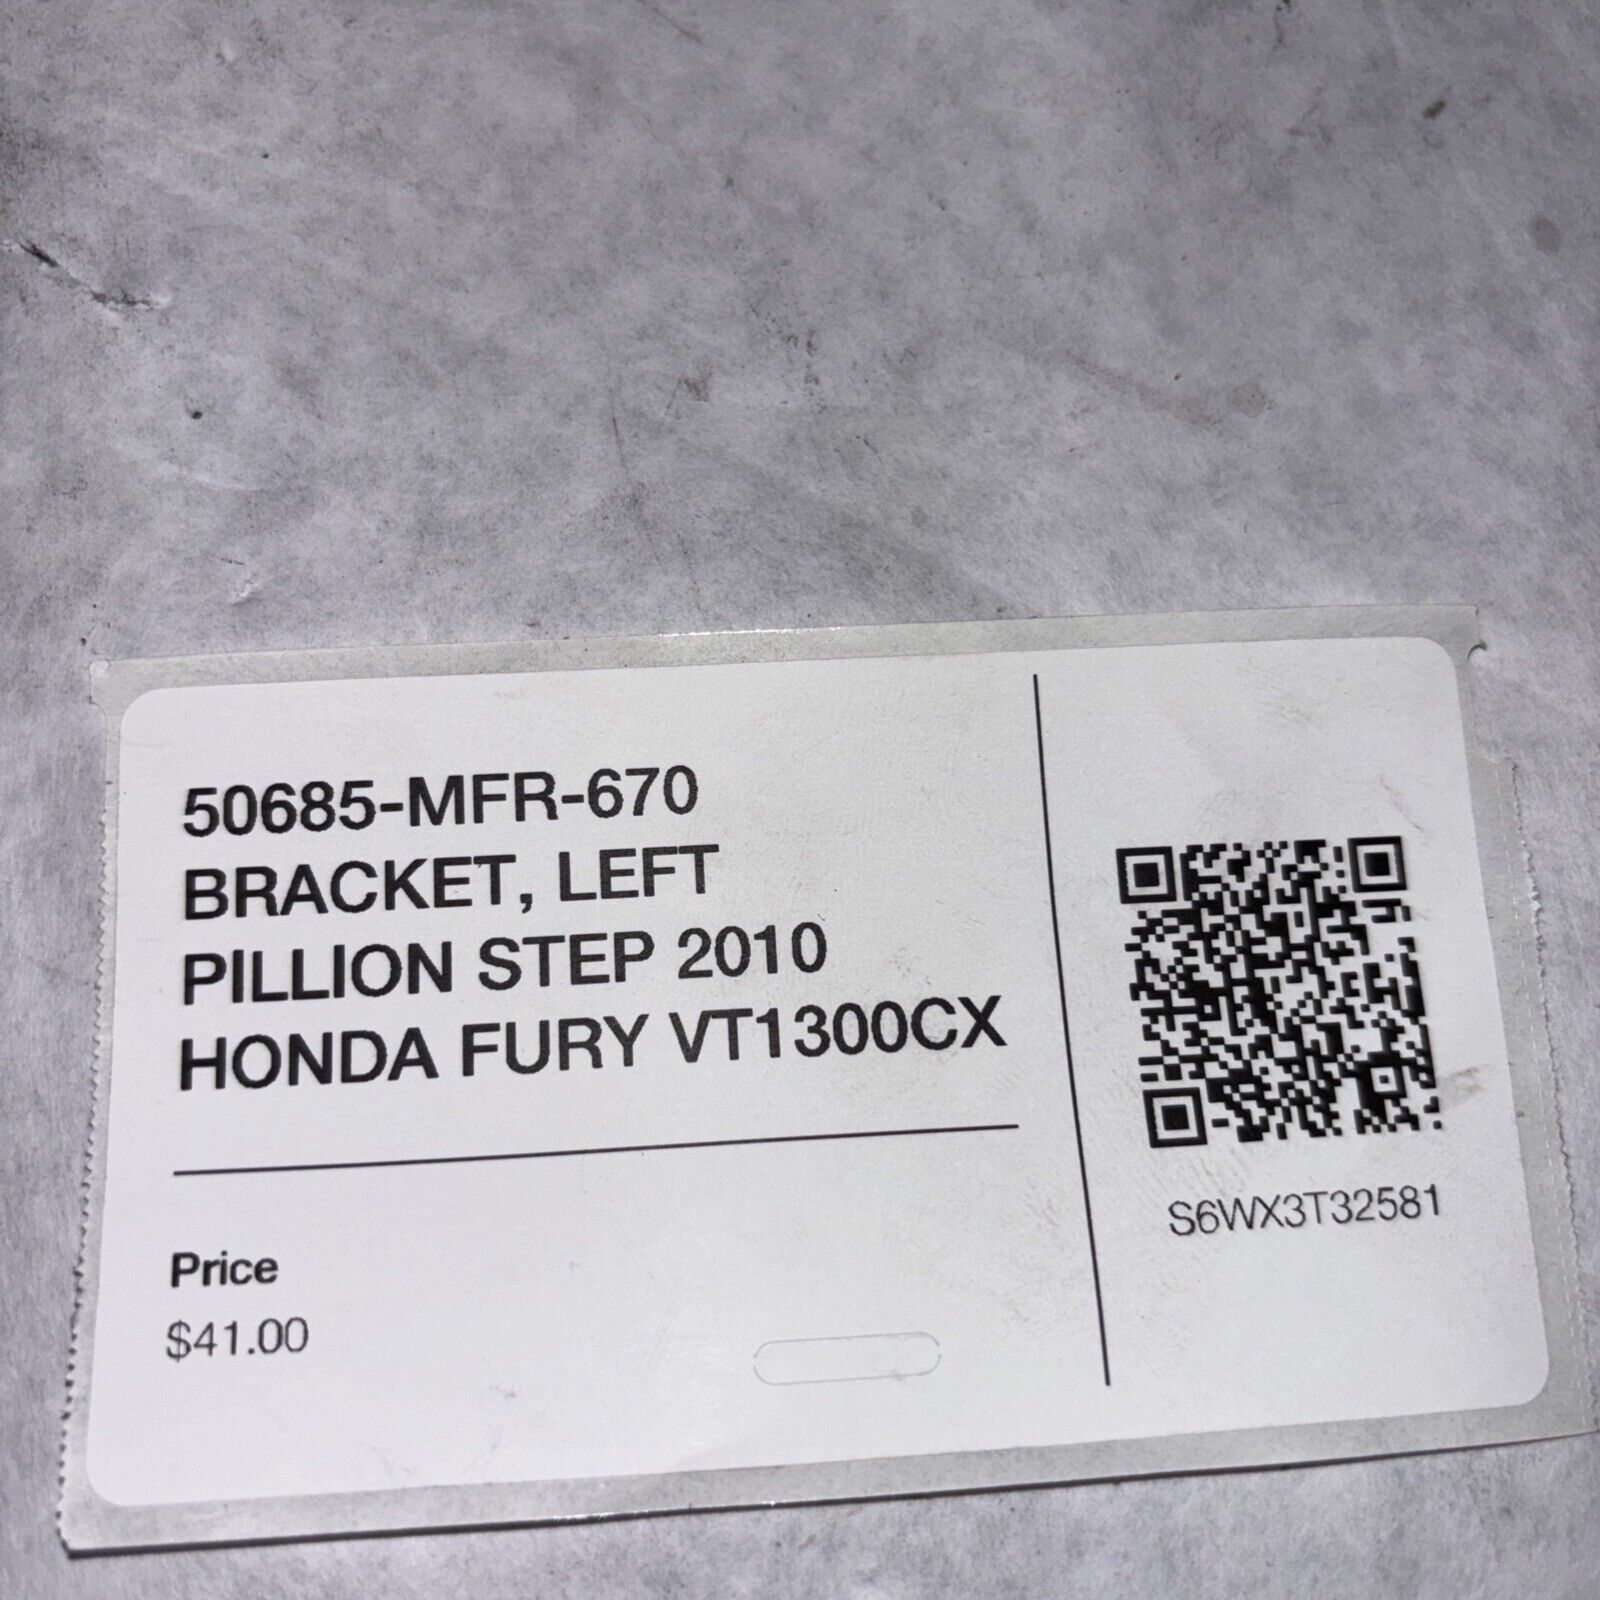 50685-MFR-670
BRACKET, LEFT
PILLION STEP 2010
HONDA FURY VT1300CX
Price
$41.00
S6WX3T32581